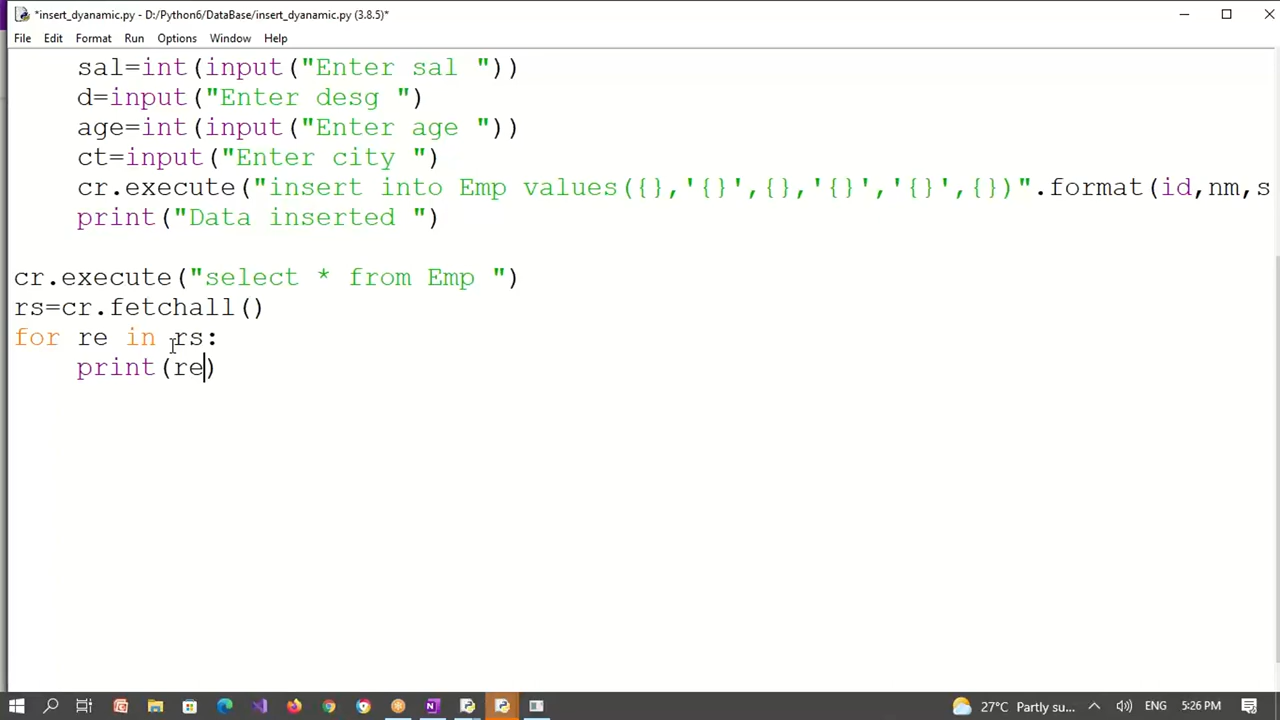 *insert_dyanamic.py - D:/Python6/DataBase/insert_dyanamic.py (3.8.5)*
File Edit Format Run Options Window Help
    sal=int(input("Enter sal "))
    d=input("Enter desg ")
    age=int(input("Enter age "))
    ct=input("Enter city ")
    cr.execute("insert into Emp values({},'{}',{},'{}','{}',{})".format(id,nm,s
    print("Data inserted ")
cr.execute("select * from Emp ")
rs=cr.fetchall()
for re in rs:
    print(re)
27°C Partly su... ENG 5:26 PM